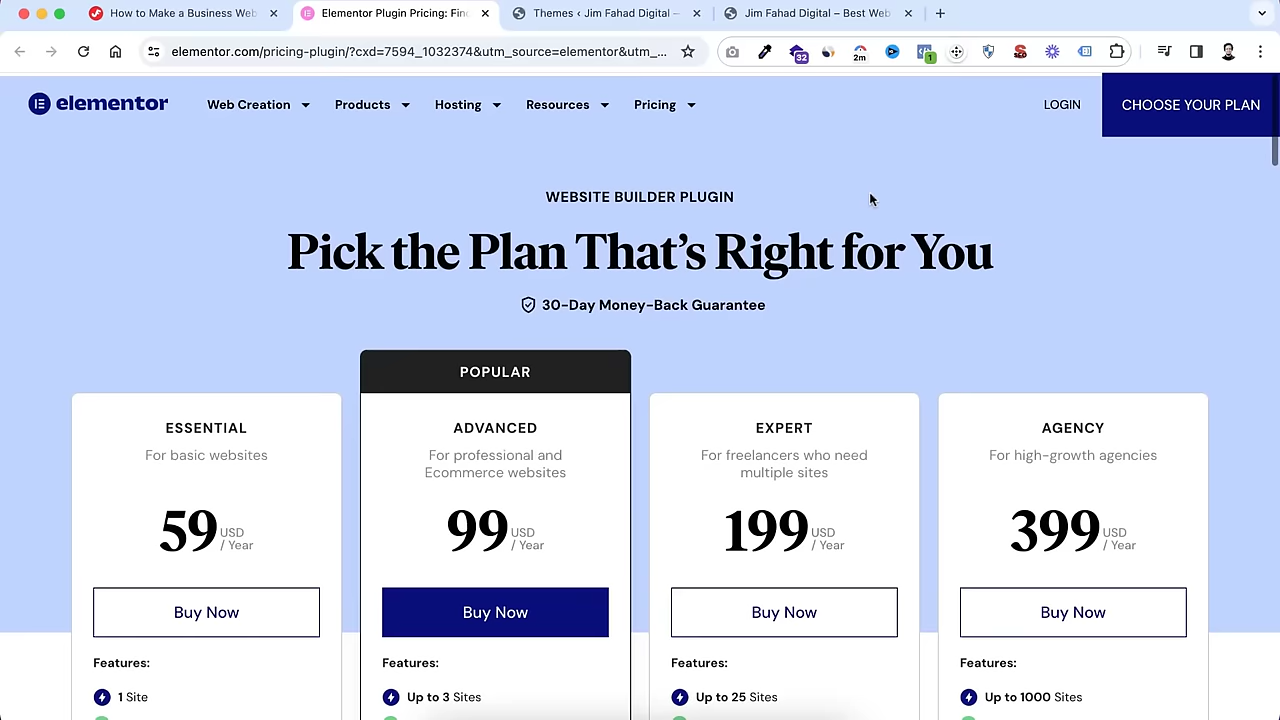 How to Make a Business Web
Elementor Plugin Pricing: Fin
Themes ‹ Jim Fahad Digital —
Jim Fahad Digital – Best Web
elementor.com/pricing-plugin/?cxd=7594_1032374&utm_source=elementor&utm_...
32
2m
1
elementor
Web Creation
Products
Hosting
Resources
Pricing
LOGIN
CHOOSE YOUR PLAN
WEBSITE BUILDER PLUGIN
Pick the Plan That's Right for You
30-Day Money-Back Guarantee
POPULAR
ESSENTIAL
For basic websites
59 USD
/ Year
Buy Now
Features:
1 Site
ADVANCED
For professional and
Ecommerce websites
99 USD
/ Year
Buy Now
Features:
Up to 3 Sites
EXPERT
For freelancers who need
multiple sites
199 USD
/ Year
Buy Now
Features:
Up to 25 Sites
AGENCY
For high-growth agencies
399 USD
/ Year
Buy Now
Features:
Up to 1000 Sites